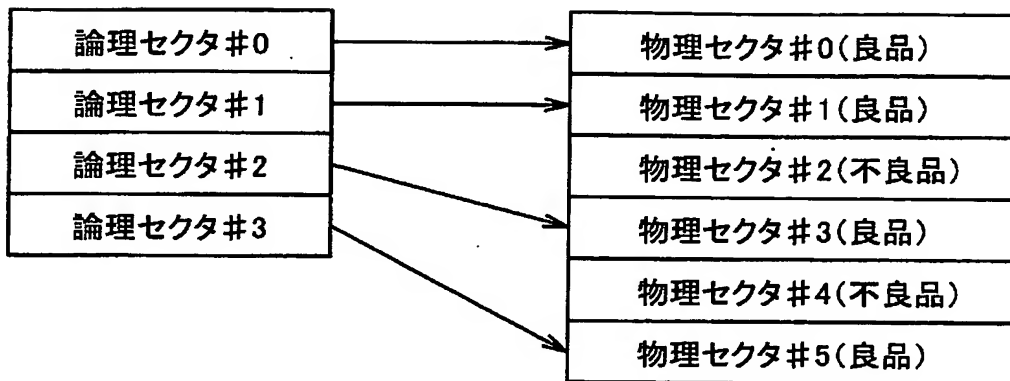 論理セクタ#0
論理セクタ#1
論理セクタ#2
論理セクタ#3
物理セクタ#0(良品)
物理セクタ#1(良品)
物理セクタ#2(不良品)
物理セクタ#3(良品)
物理セクタ#4(不良品)
物理セクタ#5(良品)